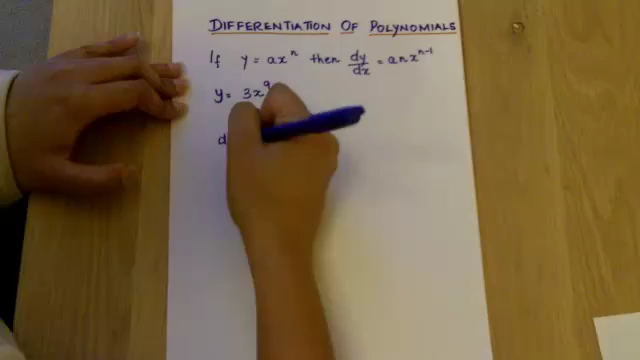 DIFFERENTIATION OF POLYNOMIALS
If y = axⁿ then dy/dx = anxⁿ⁻¹
y = 3x⁹
d